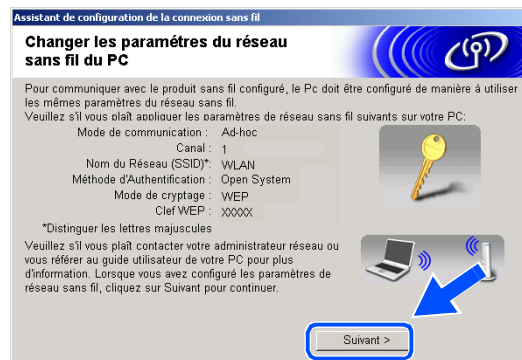 Assistant de configuration de la connexion sans fil
Changer les paramétres du réseau
sans fil du PC
Pour communiquer avec le produit sans fil configuré, le Pc doit être configuré de manière à utiliser
les mêmes paramètres du réseau sans fil.
Veuillez s'il vous plaît appliquer les paramètres de réseau sans fil suivants sur votre PC:
Mode de communication : Ad-hoc
Canal : 1
Nom du Réseau (SSID)*: WLAN
Méthode d'Authentification : Open System
Mode de cryptage : WEP
Clef WEP : XXXXX
*Distinguer les lettres majuscules
Veuillez s'il vous plaît contacter votre administrateur réseau ou
vous référer au guide utilisateur de votre PC pour plus
d'information. Lorsque vous avez configuré les paramètres de
réseau sans fil, cliquez sur Suivant pour continuer.
Suivant >